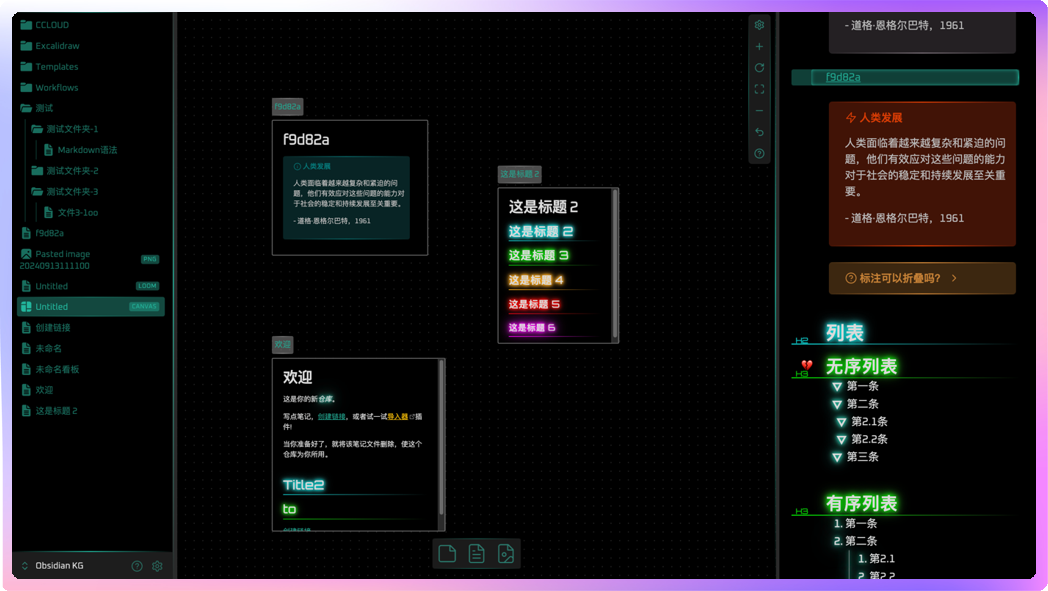 CCLOUD
Excalidraw
Templates
Workflows
测试
测试文件夹-1
Markdown语法
测试文件夹-2
测试文件夹-3
文件3-1oo
f9d82a
Pasted image
20240913111100
PNG
Untitled
LOOM
Untitled
CANVAS
创建链接
未命名
未命名看板
欢迎
这是标题 2
Obsidian KG
f9d82a
f9d82a
人类发展
人类面临着越来越复杂和紧迫的问
题，他们有效应对这些问题的能力对
于社会的稳定和持续发展至关重要。
- 道格·恩格尔巴特，1961
这是标题 2
这是标题 2
这是标题 2
这是标题 3
这是标题 4
这是标题 5
这是标题 6
欢迎
欢迎
这是你的新仓库。
写点笔记，创建链接，或者试一试导入器插
件!
当你准备好了，就将该笔记文件删除，使这个
仓库为你所用。
Title2
to
- 道格·恩格尔巴特，1961
f9d82a
人类发展
人类面临着越来越复杂和紧迫的问
题，他们有效应对这些问题的能力
对于社会的稳定和持续发展至关重
要。
- 道格·恩格尔巴特，1961
标注可以折叠吗？
H2 列表
H3 无序列表
第一条
第二条
第2.1条
第2.2条
第三条
H3 有序列表
1. 第一条
2. 第二条
1. 第2.1
2. 第2.2